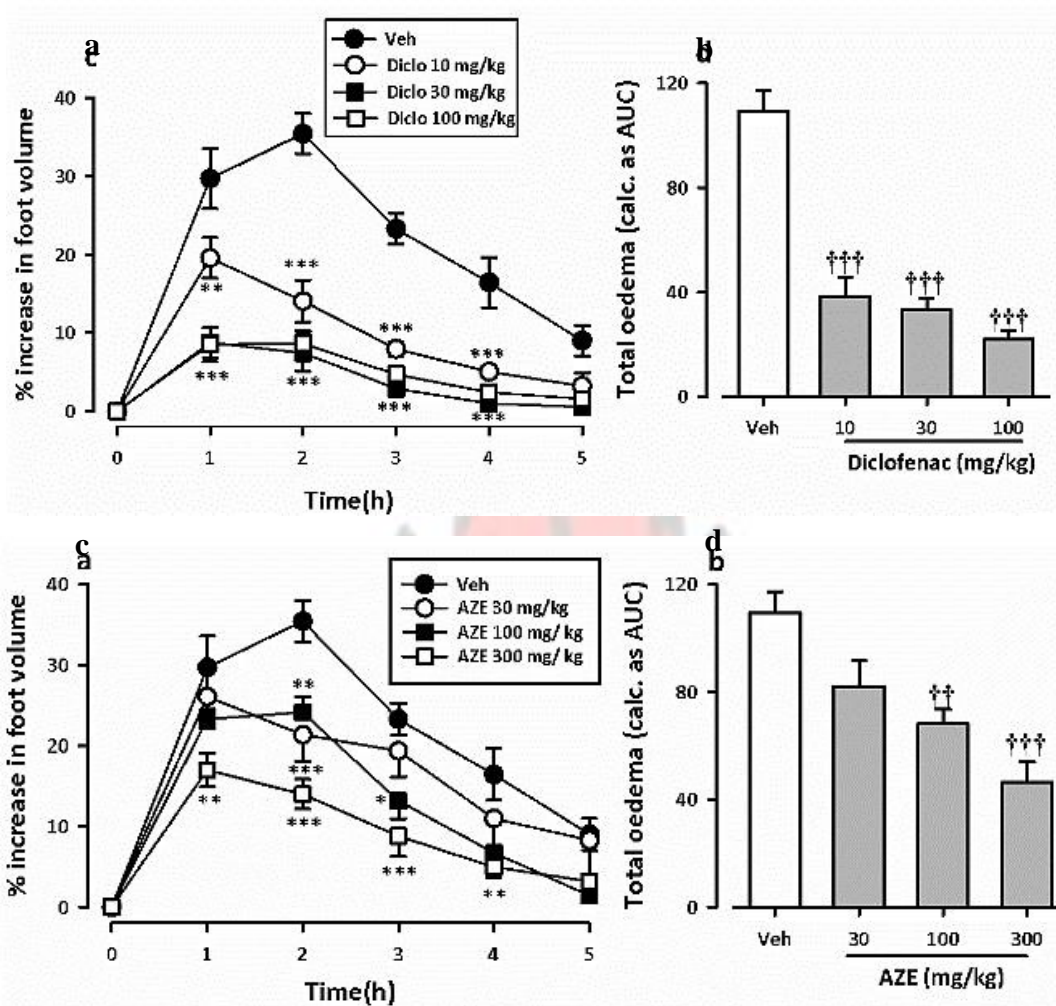 a
c
Veh
Diclo 10 mg/kg
Diclo 30 mg/kg
Diclo 100 mg/kg
% increase in foot volume
40
30
20
10
0
***
**
***
***
***
***
***
***
0 1 2 3 4 5
Time(h)
b
Total oedema (calc. as AUC)
120
80
40
0
†††
†††
†††
Veh 10 30 100
Diclofenac (mg/kg)
c
a
Veh
AZE 30 mg/kg
AZE 100 mg/ kg
AZE 300 mg/ kg
% increase in foot volume
40
30
20
10
0
**
***
**
***
*
***
**
0 1 2 3 4 5
Time(h)
d
b
Total oedema (calc. as AUC)
120
80
40
0
††
†††
Veh 30 100 300
AZE (mg/kg)